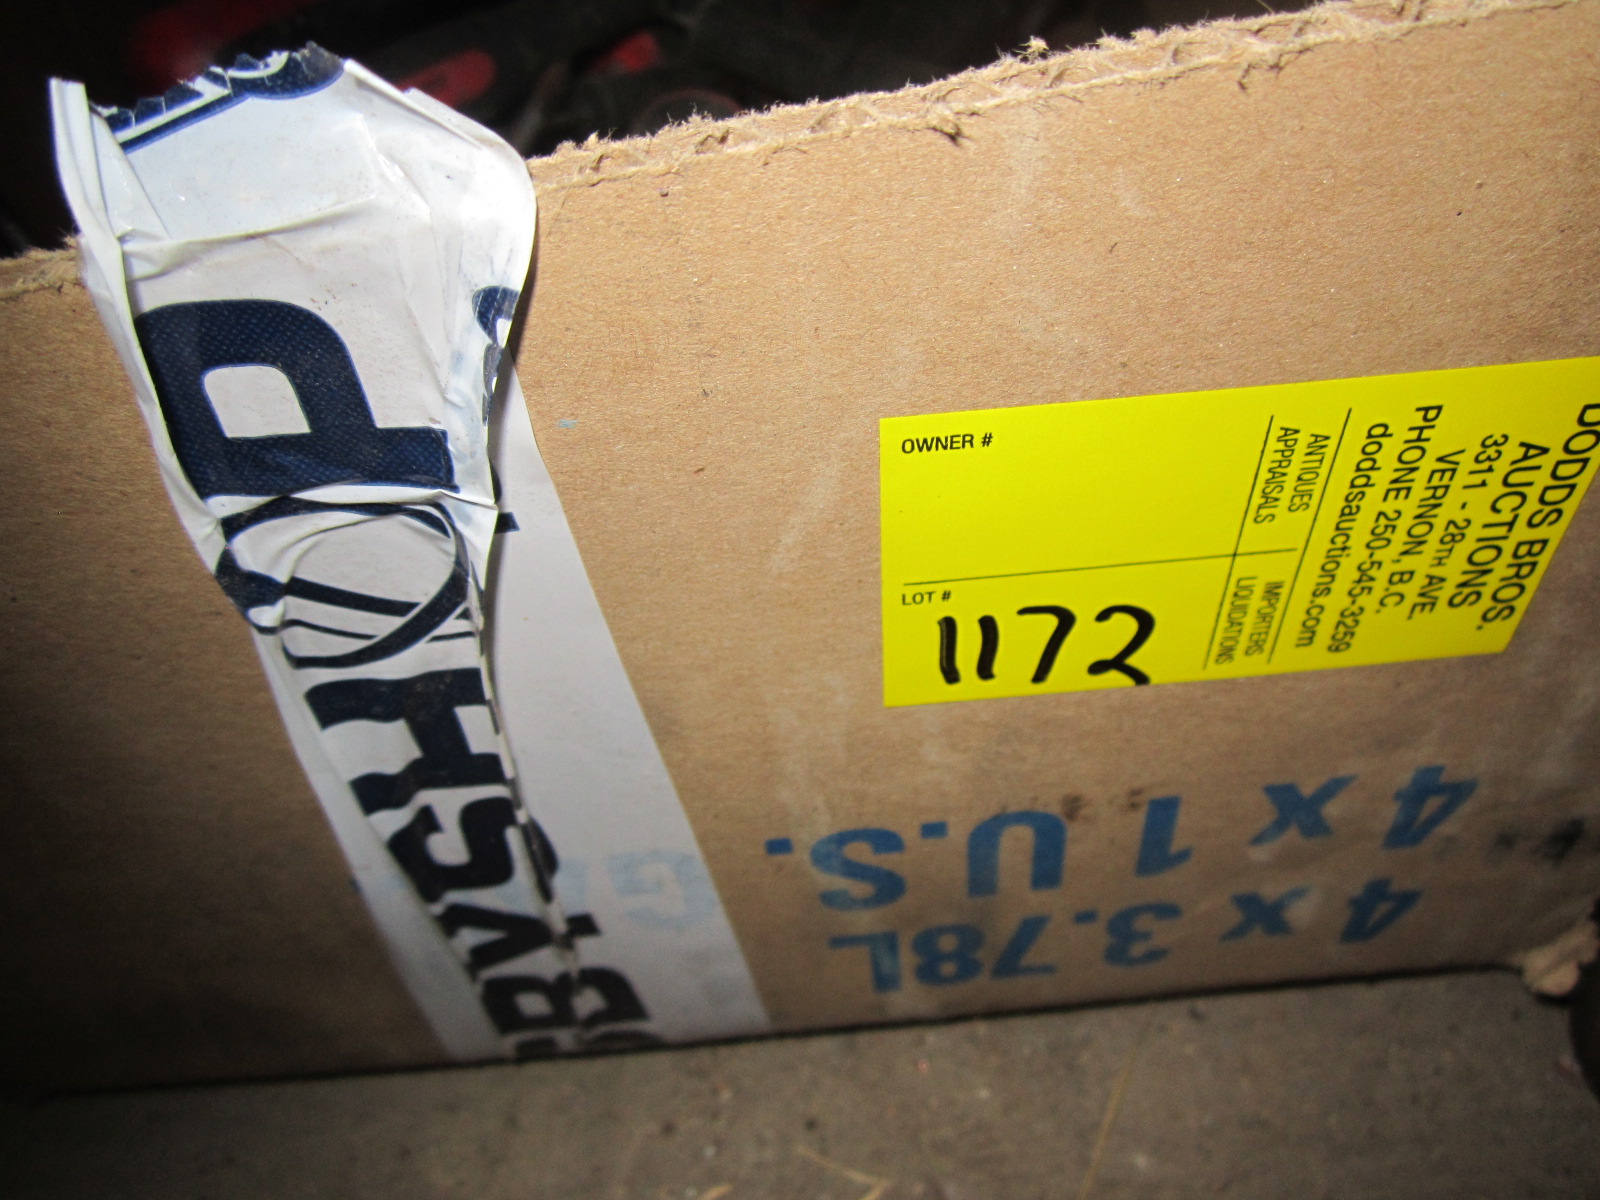 DODDS BROS.
AUCTIONS
3311 - 28TH AVE.
VERNON, B.C.
PHONE 250-545-3259
doddsauctions.com
ANTIQUES
APPRAISALS
IMPORTERS
LIQUIDATIONS
OWNER #
LOT #
1172
4 x 3.78L
4 x 1 U.S.